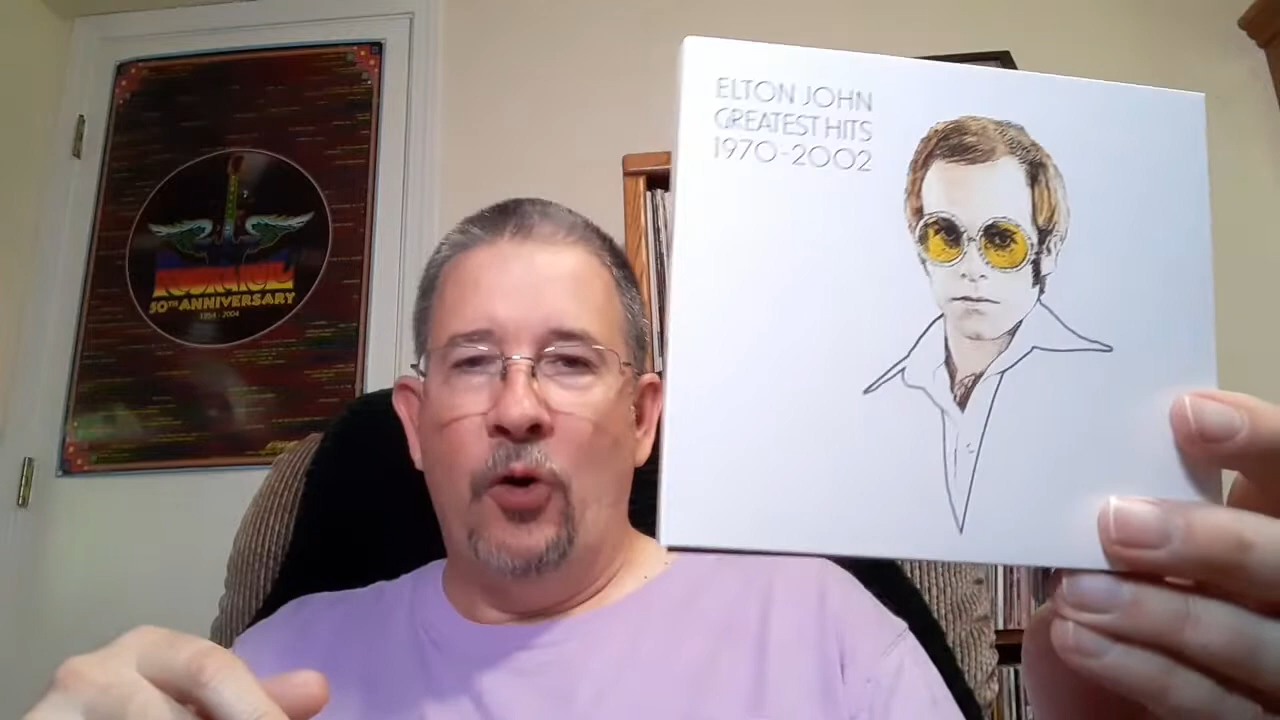 ELTON JOHN
GREATEST HITS
1970-2002
50TH ANNIVERSARY
1954 - 2004